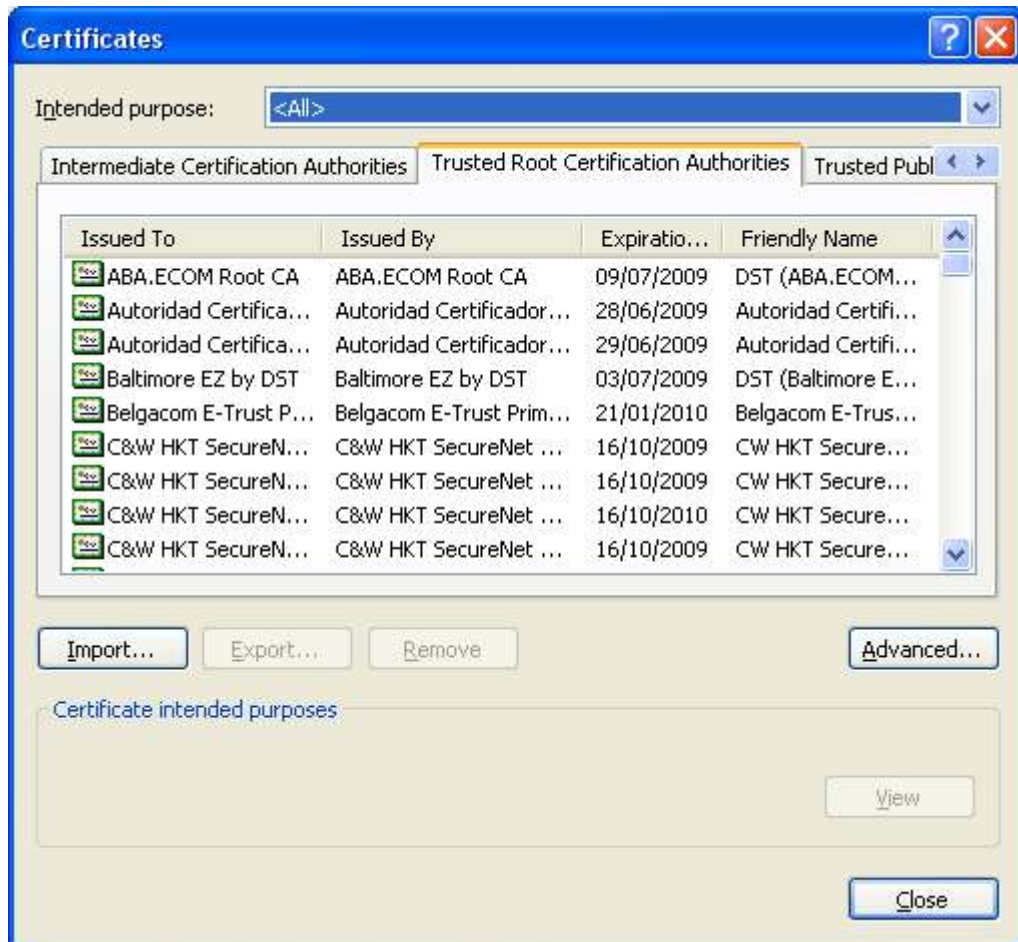 Certificates
Intended purpose: <All>
Intermediate Certification Authorities Trusted Root Certification Authorities Trusted Publ
Issued To Issued By Expiratio... Friendly Name
ABA.ECOM Root CA ABA.ECOM Root CA 09/07/2009 DST (ABA.ECOM...
Autoridad Certifica... Autoridad Certificador... 28/06/2009 Autoridad Certifi...
Autoridad Certifica... Autoridad Certificador... 29/06/2009 Autoridad Certifi...
Baltimore EZ by DST Baltimore EZ by DST 03/07/2009 DST (Baltimore E...
Belgacom E-Trust P... Belgacom E-Trust Prim... 21/01/2010 Belgacom E-Trus...
C&W HKT SecureN... C&W HKT SecureNet ... 16/10/2009 CW HKT Secure...
C&W HKT SecureN... C&W HKT SecureNet ... 16/10/2009 CW HKT Secure...
C&W HKT SecureN... C&W HKT SecureNet ... 16/10/2010 CW HKT Secure...
C&W HKT SecureN... C&W HKT SecureNet ... 16/10/2009 CW HKT Secure...
Import... Export... Remove Advanced...
Certificate intended purposes
View
Close